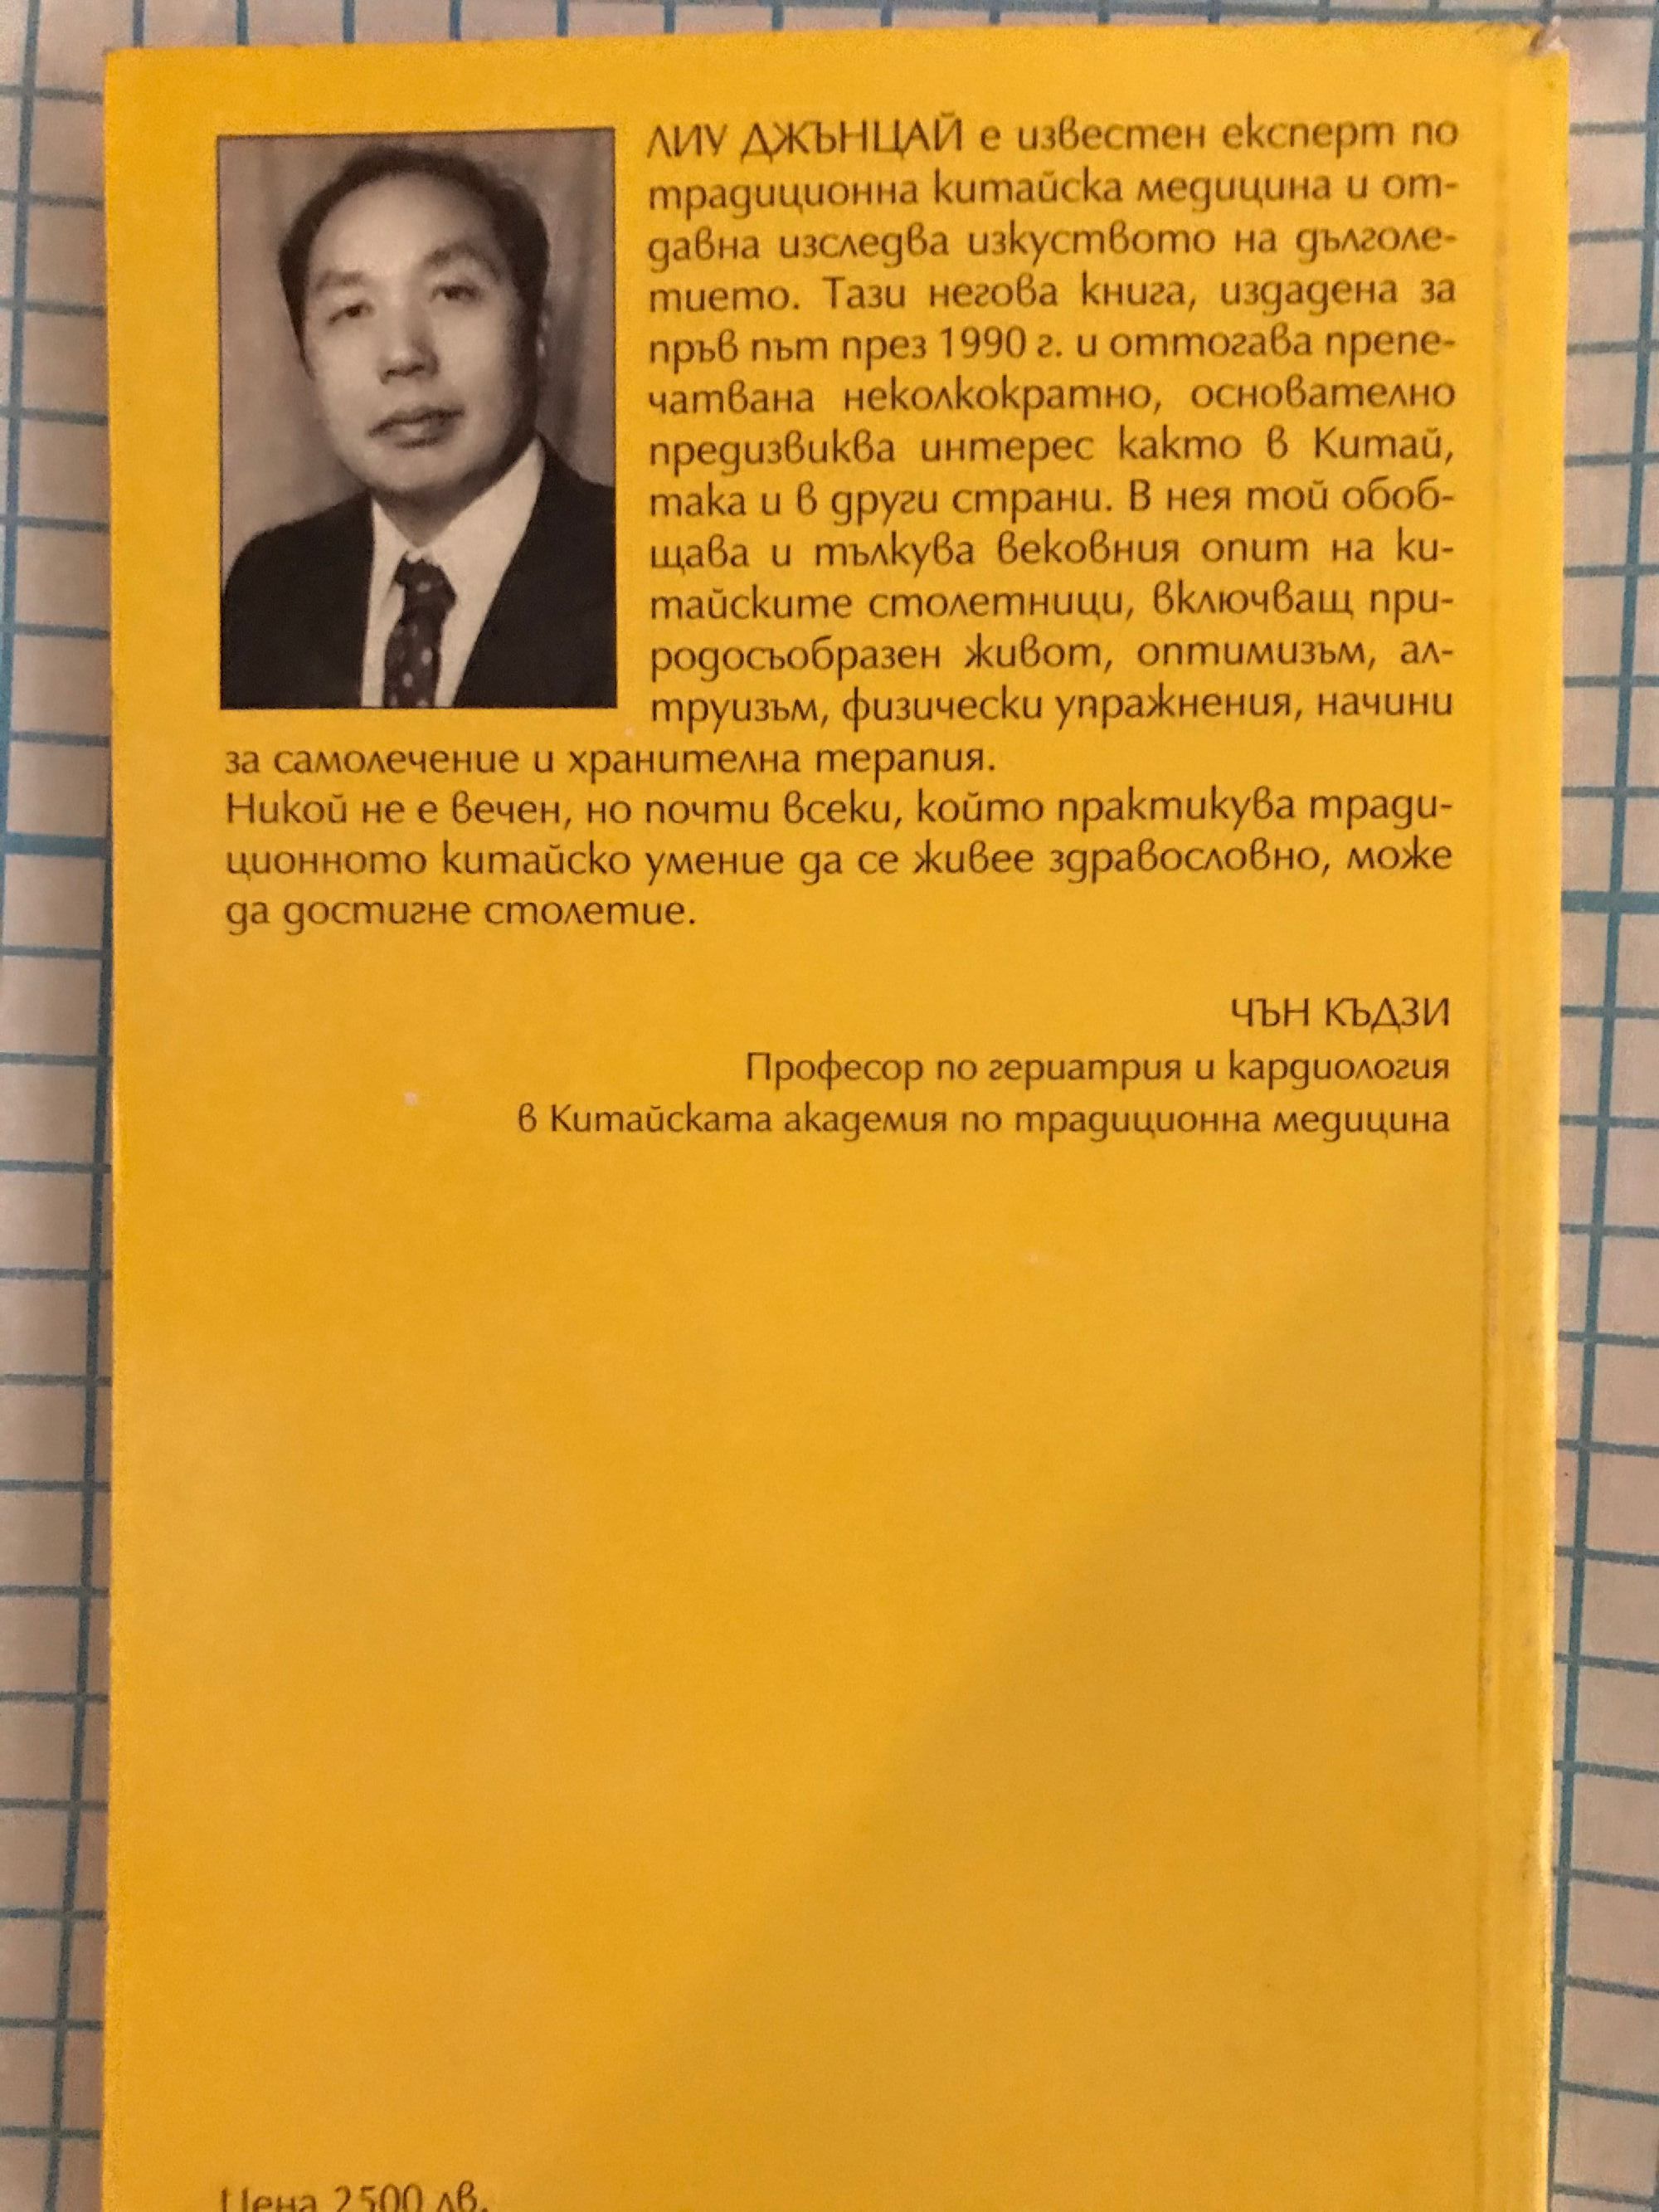 ЛИУ ДЖЪНЦАЙ е известен експерт по
традиционна китайска медицина и от-
давна изследва изкуството на дълголе-
тието. Тази негова книга, издадена за
пръв път през 1990 г. и оттогава препе-
чатвана неколкократно, основателно
предизвиква интерес както в Китай,
така и в други страни. В нея той обоб-
щава и тълкува вековния опит на ки-
тайските столетници, включващ при-
родосъобразен живот, оптимизъм, ал-
труизъм, физически упражнения, начини
за самолечение и хранителна терапия.
Никой не е вечен, но почти всеки, който практикува тради-
ционното китайско умение да се живее здравословно, може
да достигне столетие.
ЧЪН КЪДЗИ
Професор по гериатрия и кардиология
в Китайската академия по традиционна медицина
Цена 2500 лв.